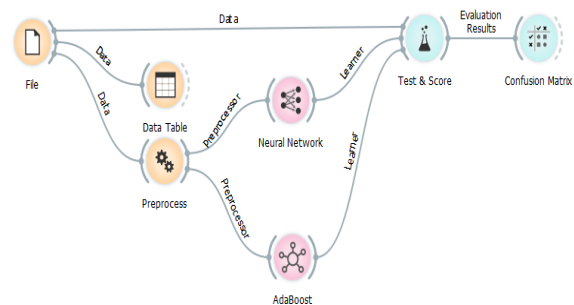 Data
Evaluation
Results
File
Data
Learner
Test & Score
Confusion Matrix
Data
Data Table
Preprocessor
Neural Network
Learner
Preprocess
Preprocessor
AdaBoost